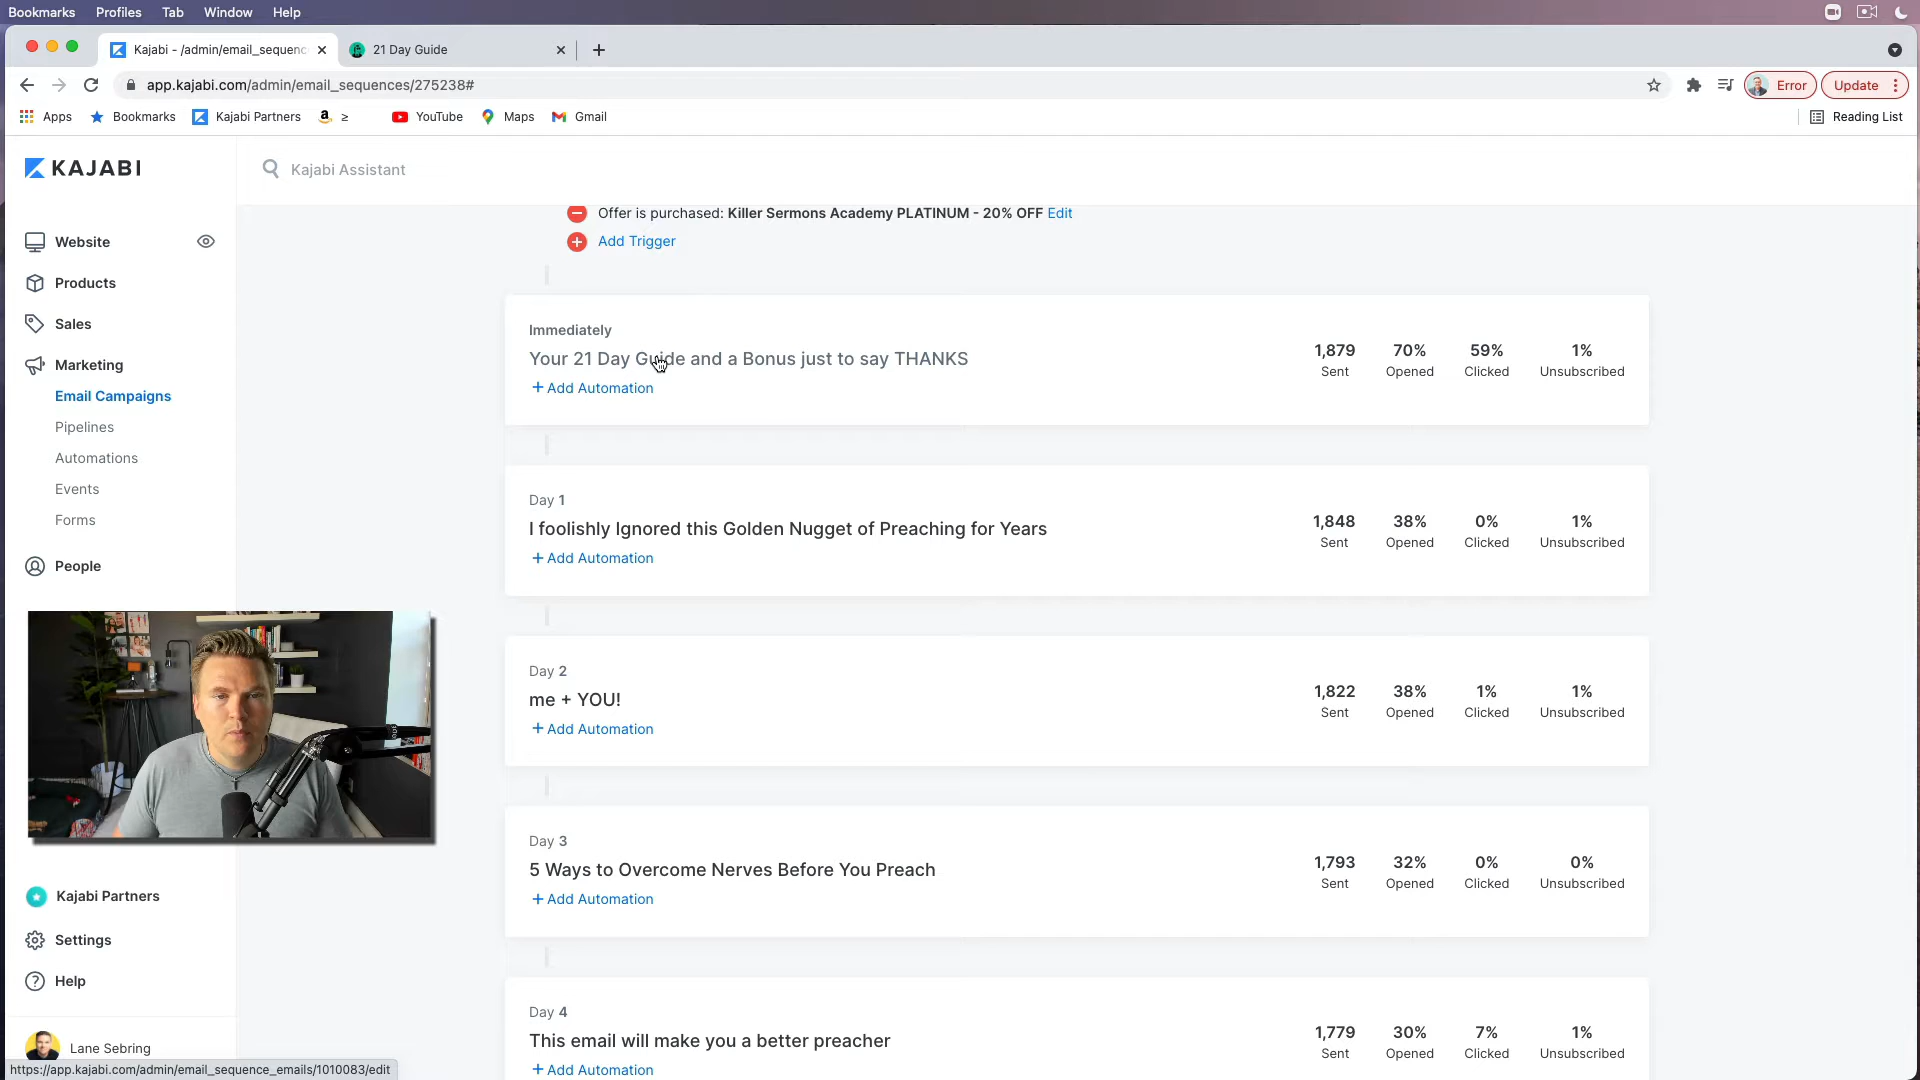 Bookmarks Profiles Tab Window Help
Kajabi - /admin/email_sequenc
21 Day Guide
app.kajabi.com/admin/email_sequences/275238#
Error
Update
Apps
Bookmarks
Kajabi Partners
a
≥
YouTube
Maps
Gmail
Reading List
KAJABI
Kajabi Assistant
Website
Products
Sales
Marketing
Email Campaigns
Pipelines
Automations
Events
Forms
People
Kajabi Partners
Settings
Help
Lane Sebring
https://app.kajabi.com/admin/email_sequence_emails/1010083/edit
Offer is purchased: Killer Sermons Academy PLATINUM - 20% OFF Edit
Add Trigger
Immediately
Your 21 Day Guide and a Bonus just to say THANKS
+ Add Automation
1,879 70% 59% 1%
Sent Opened Clicked Unsubscribed
Day 1
I foolishly Ignored this Golden Nugget of Preaching for Years
+ Add Automation
1,848 38% 0% 1%
Sent Opened Clicked Unsubscribed
Day 2
me + YOU!
+ Add Automation
1,822 38% 1% 1%
Sent Opened Clicked Unsubscribed
Day 3
5 Ways to Overcome Nerves Before You Preach
+ Add Automation
1,793 32% 0% 0%
Sent Opened Clicked Unsubscribed
Day 4
This email will make you a better preacher
+ Add Automation
1,779 30% 7% 1%
Sent Opened Clicked Unsubscribed